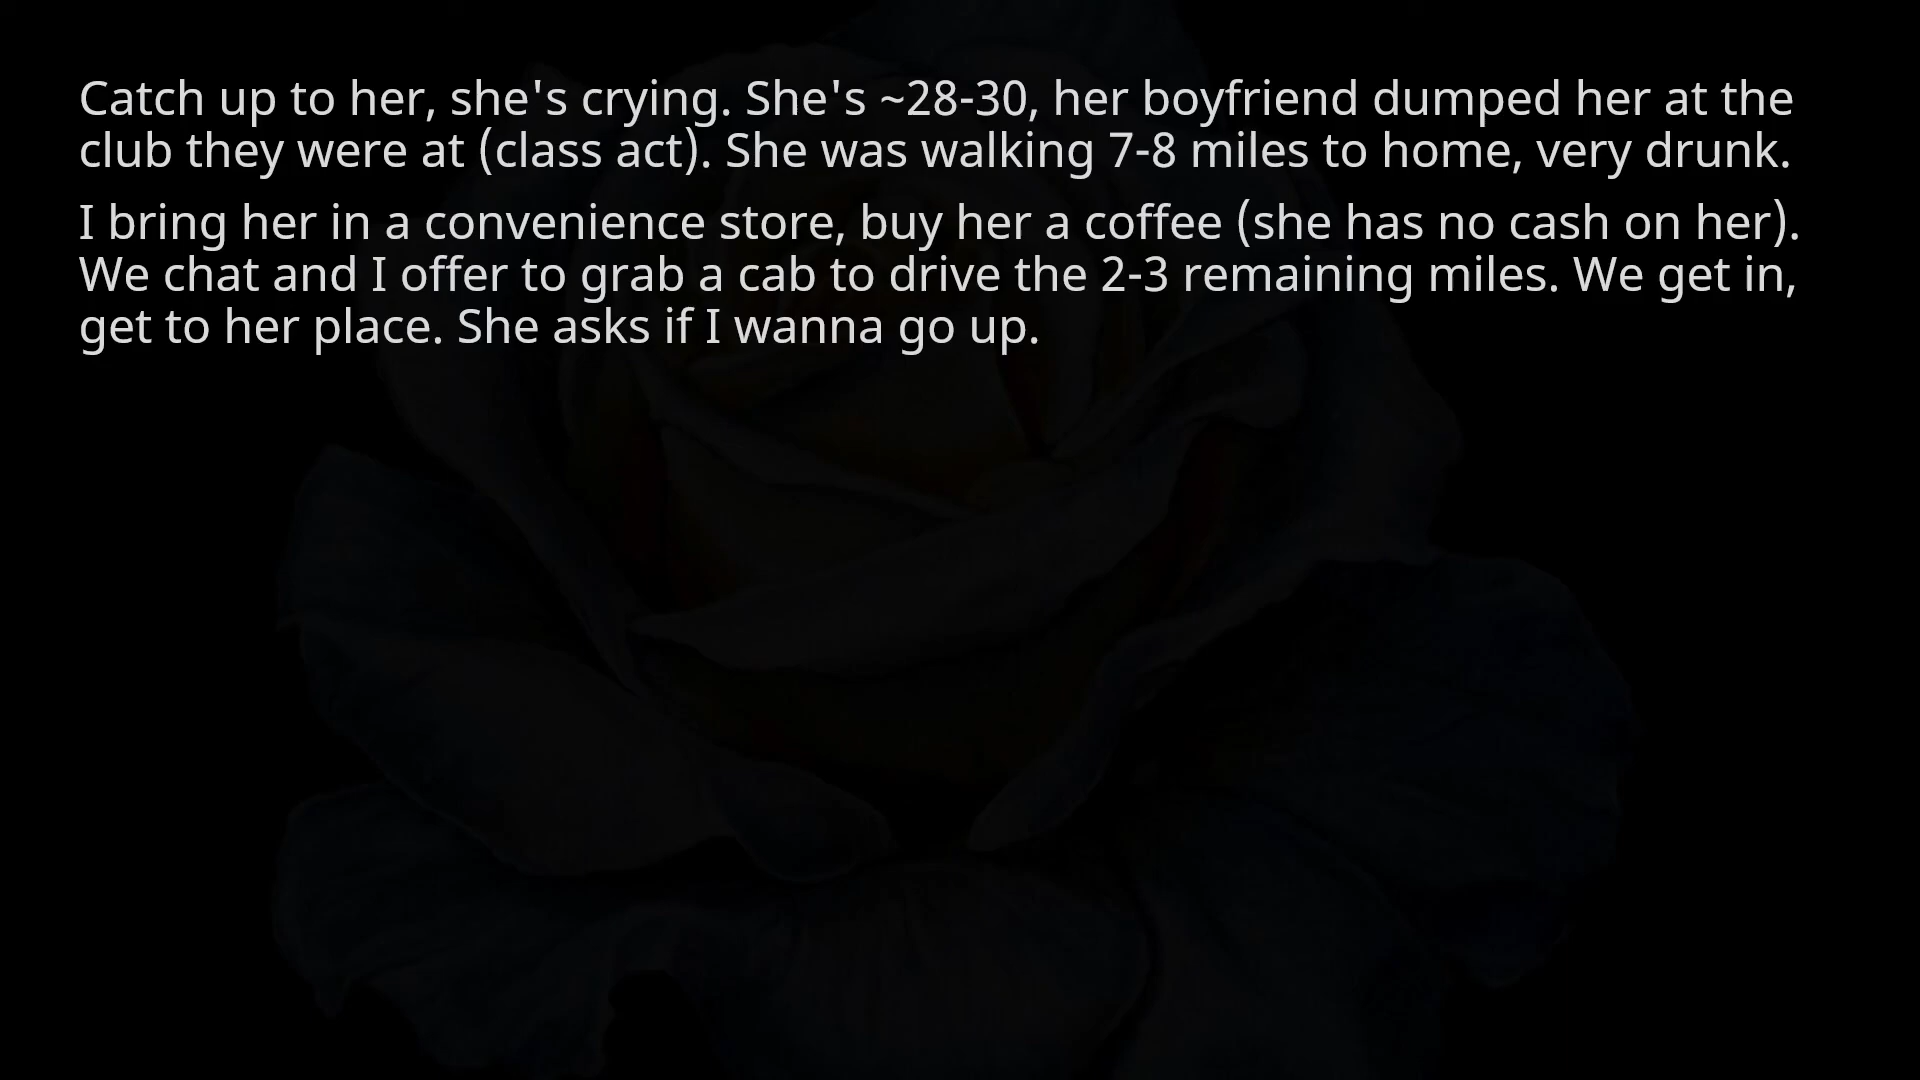 Catch up to her, she's crying. She's ~28-30, her boyfriend dumped her at the
club they were at (class act). She was walking 7-8 miles to home, very drunk.
I bring her in a convenience store, buy her a coffee (she has no cash on her).
We chat and I offer to grab a cab to drive the 2-3 remaining miles. We get in,
get to her place. She asks if I wanna go up.